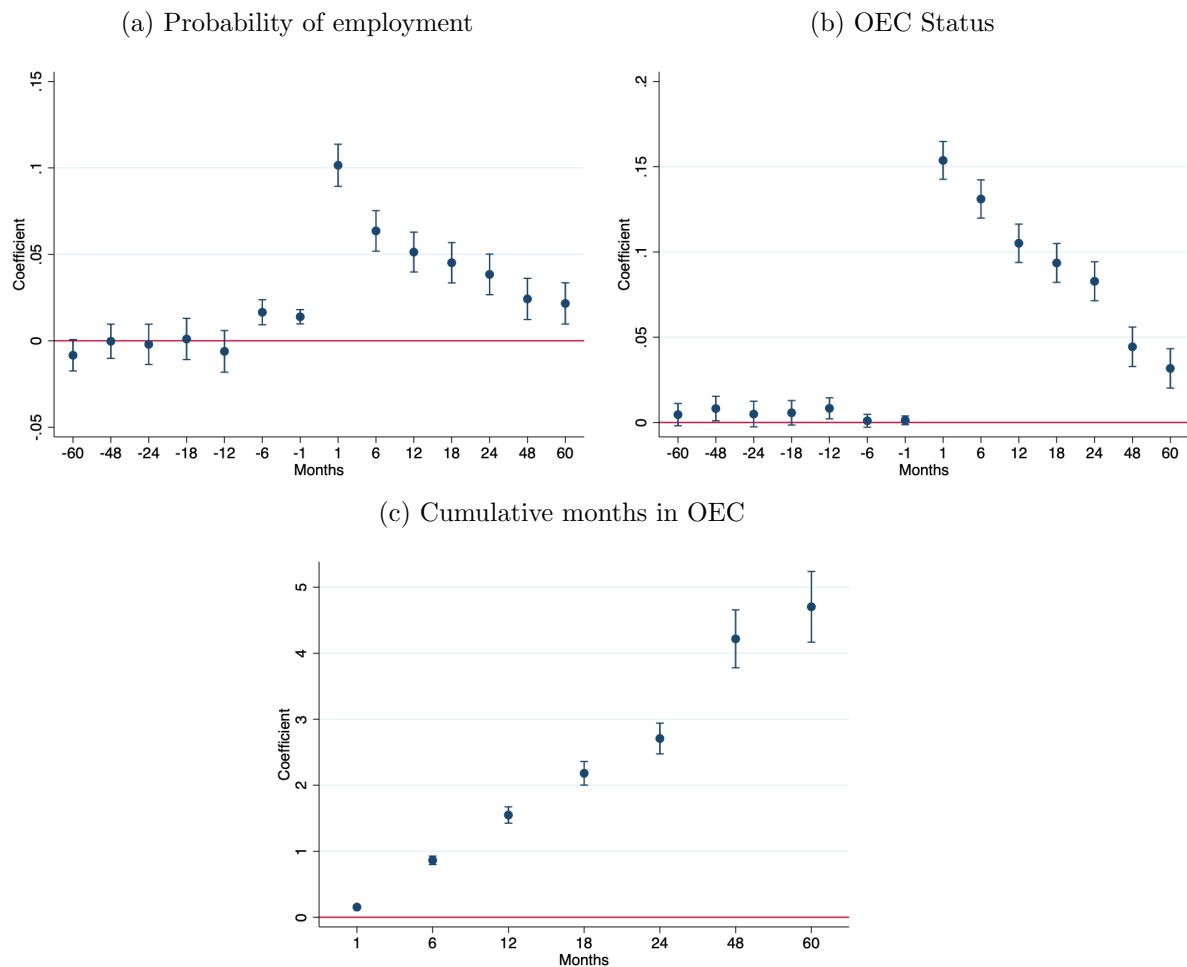 (a) Probability of employment
.15
.1
.05
0
-.05
Coefficient
-60 -48 -24 -18 -12 -6 -1 1 6 12 18 24 48 60
Months
(b) OEC Status
.2
.15
.1
.05
0
Coefficient
-60 -48 -24 -18 -12 -6 -1 1 6 12 18 24 48 60
Months
(c) Cumulative months in OEC
5
4
3
2
1
0
Coefficient
1 6 12 18 24 48 60
Months